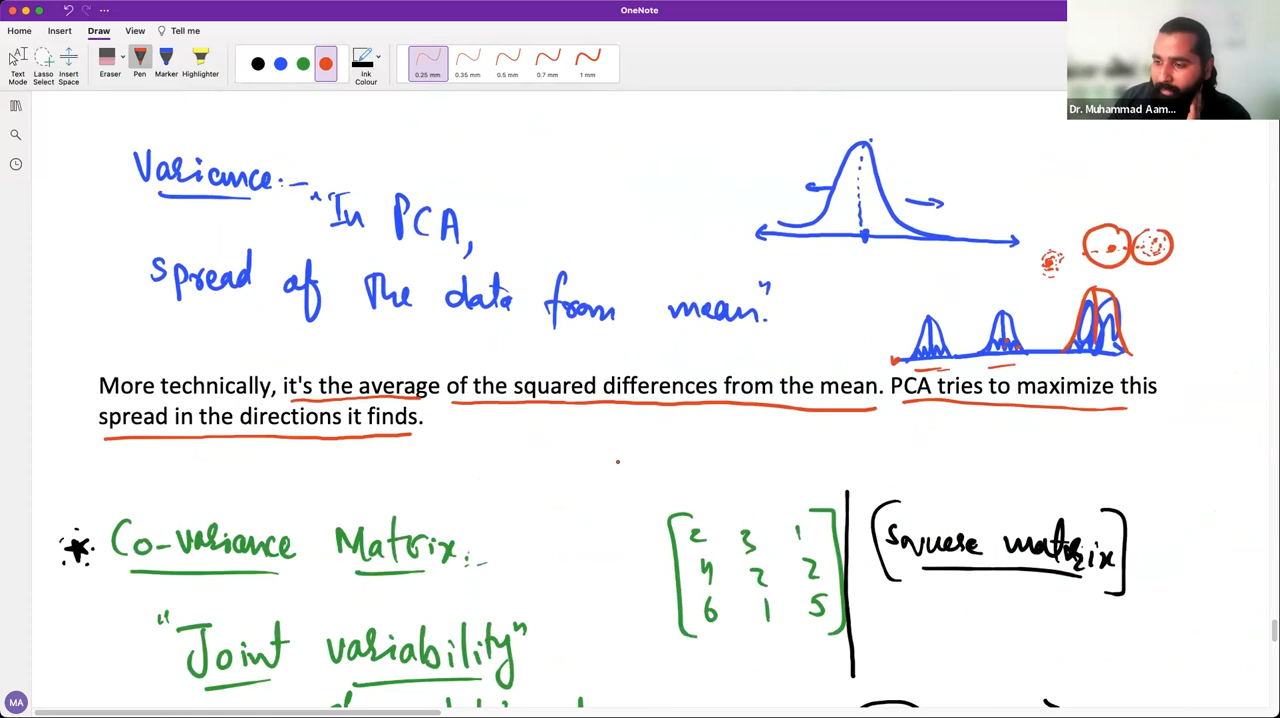 OneNote
Home Insert Draw View Tell me
Text Mode
Lasso Select
Insert Space
Eraser
Pen
Marker
Highlighter
Ink Colour
0.25 mm
0.35 mm
0.5 mm
0.7 mm
1 mm
Dr. Muhammad Aam...
Variance:-
"In PCA,
spread of the data from mean."
More technically, it's the average of the squared differences from the mean. PCA tries to maximize this
spread in the directions it finds.
* Co-variance Matrix:-
2 3 1
4 2 2
6 1 5
Square matrix
"Joint variability"
MA